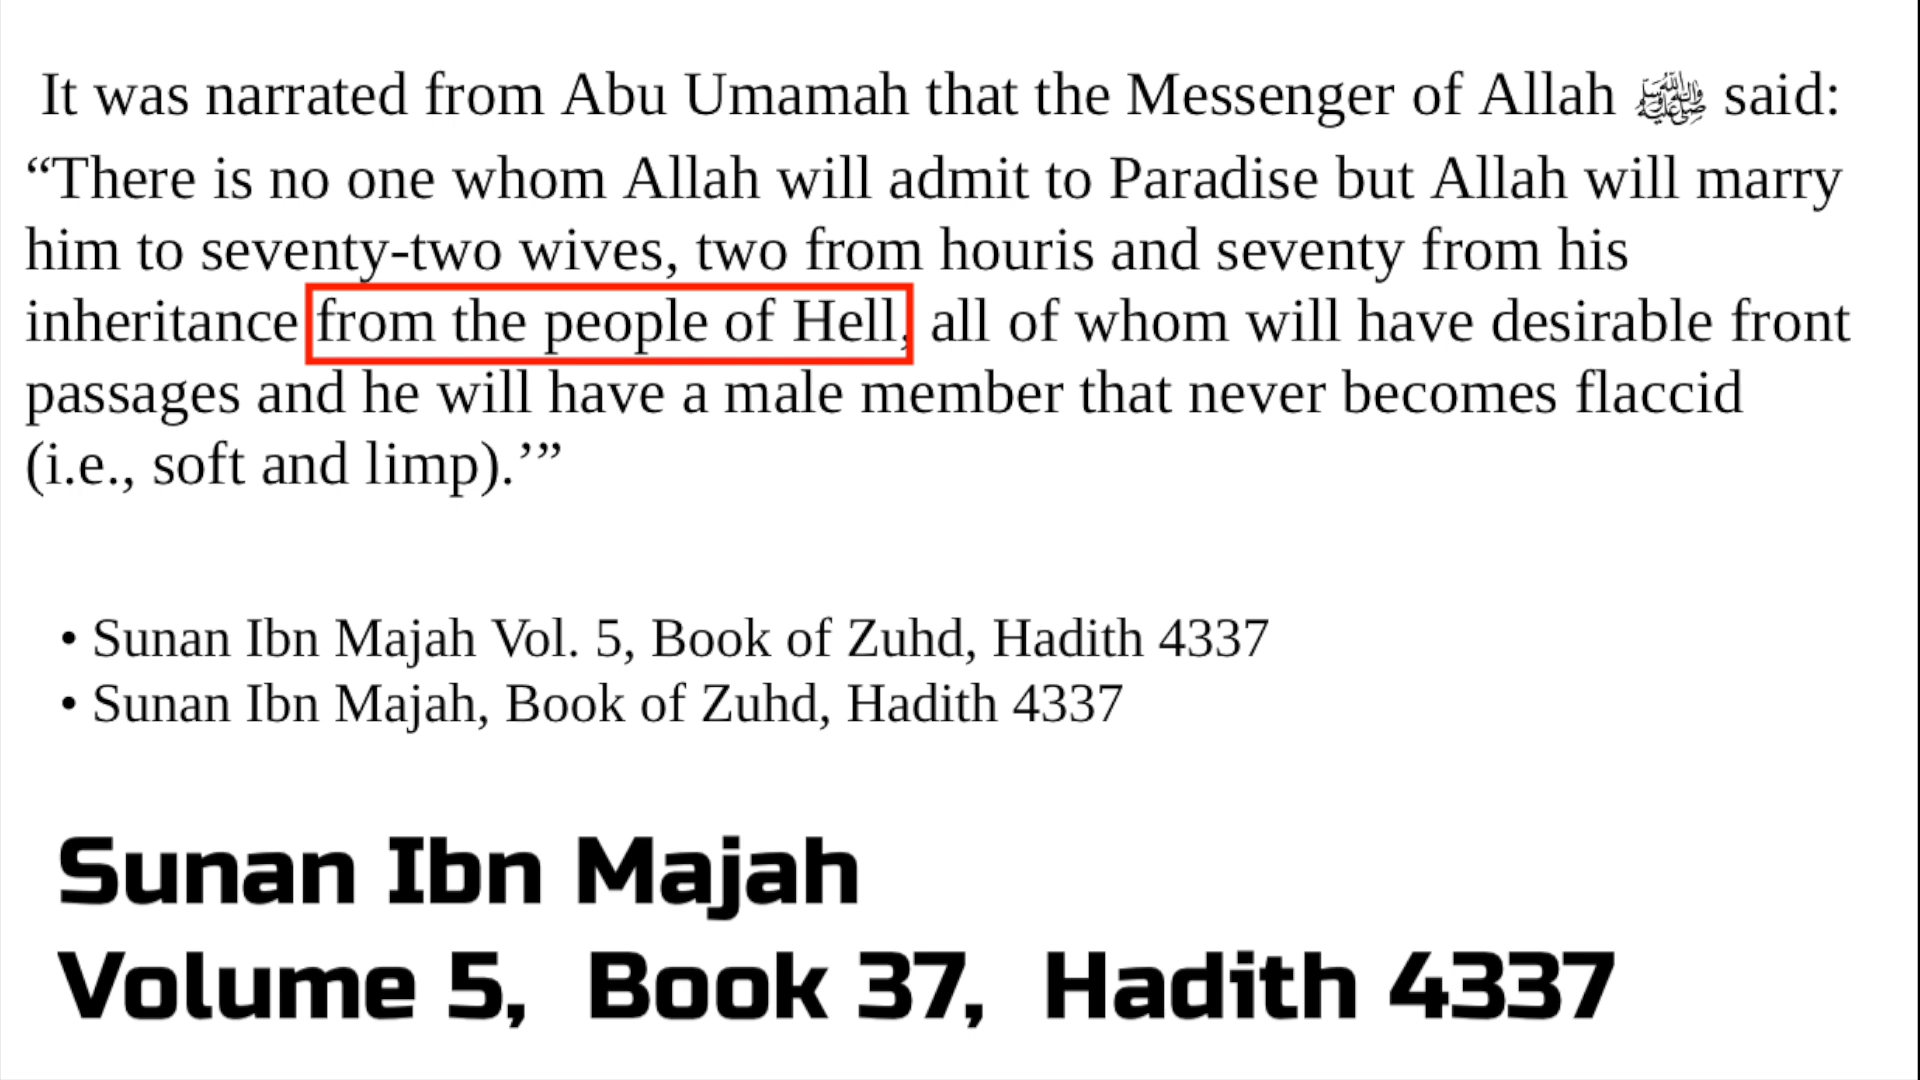 It was narrated from Abu Umamah that the Messenger of Allah ﷺ said:
“There is no one whom Allah will admit to Paradise but Allah will marry
him to seventy-two wives, two from houris and seventy from his
inheritance from the people of Hell, all of whom will have desirable front
passages and he will have a male member that never becomes flaccid
(i.e., soft and limp).’”
• Sunan Ibn Majah Vol. 5, Book of Zuhd, Hadith 4337
• Sunan Ibn Majah, Book of Zuhd, Hadith 4337
Sunan Ibn Majah
Volume 5, Book 37, Hadith 4337